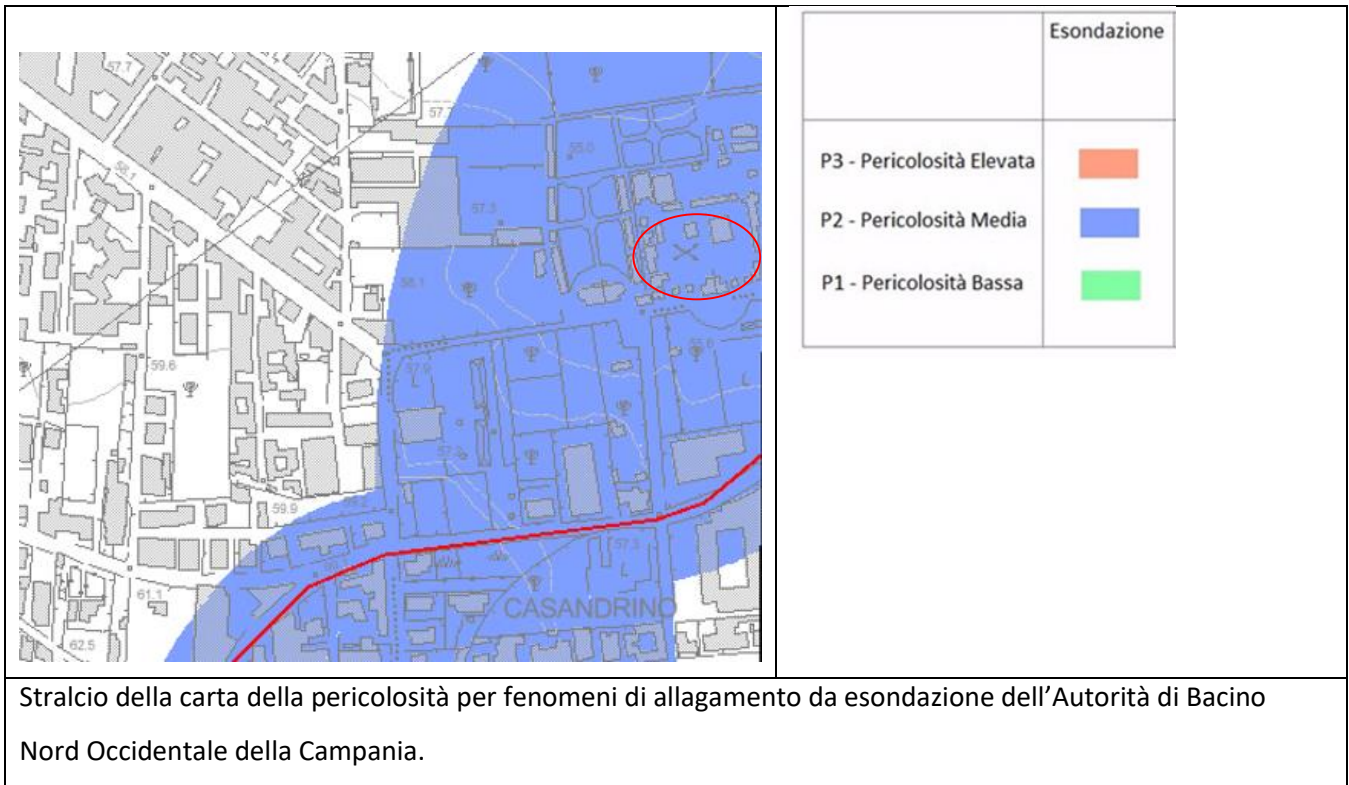 Esondazione
P3 - Pericolosità Elevata
P2 - Pericolosità Media
P1 - Pericolosità Bassa
57.7
57.7
55.0
58.1
57.3
58.1
59.6
57.9
59.9
57.3
61.1
CASANDRINO
62.5
Stralcio della carta della pericolosità per fenomeni di allagamento da esondazione dell’Autorità di Bacino
Nord Occidentale della Campania.